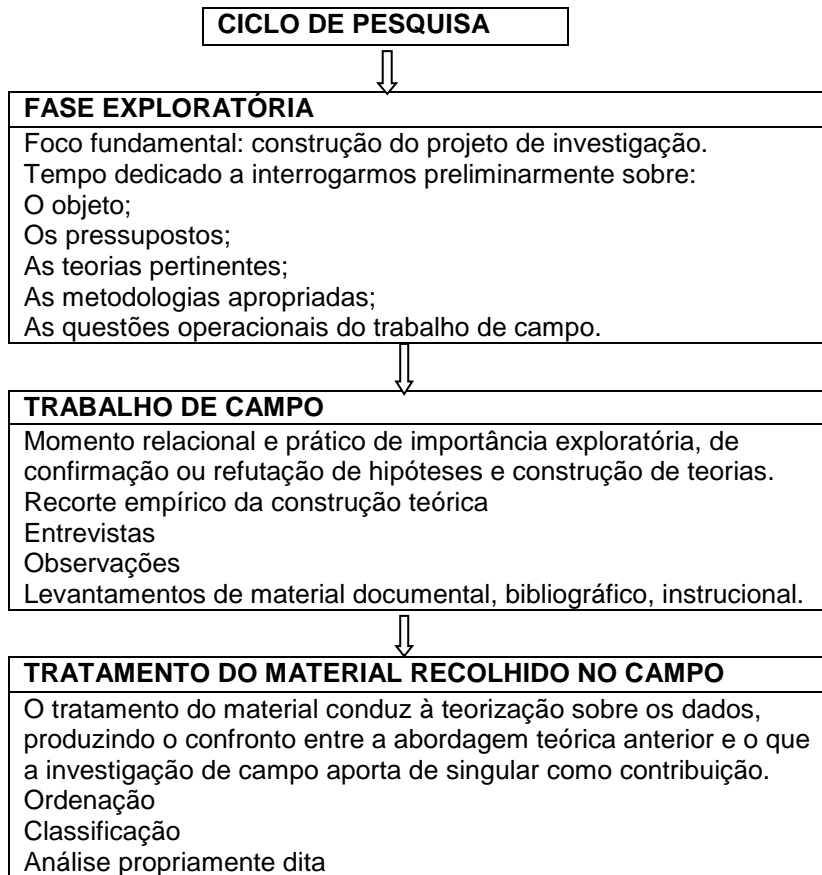 CICLO DE PESQUISA
FASE EXPLORATÓRIA
Foco fundamental: construção do projeto de investigação.
Tempo dedicado a interrogarmos preliminarmente sobre:
O objeto;
Os pressupostos;
As teorias pertinentes;
As metodologias apropriadas;
As questões operacionais do trabalho de campo.
TRABALHO DE CAMPO
Momento relacional e prático de importância exploratória, de
confirmação ou refutação de hipóteses e construção de teorias.
Recorte empírico da construção teórica
Entrevistas
Observações
Levantamentos de material documental, bibliográfico, instrucional.
TRATAMENTO DO MATERIAL RECOLHIDO NO CAMPO
O tratamento do material conduz à teorização sobre os dados,
produzindo o confronto entre a abordagem teórica anterior e o que
a investigação de campo aporta de singular como contribuição.
Ordenação
Classificação
Análise propriamente dita